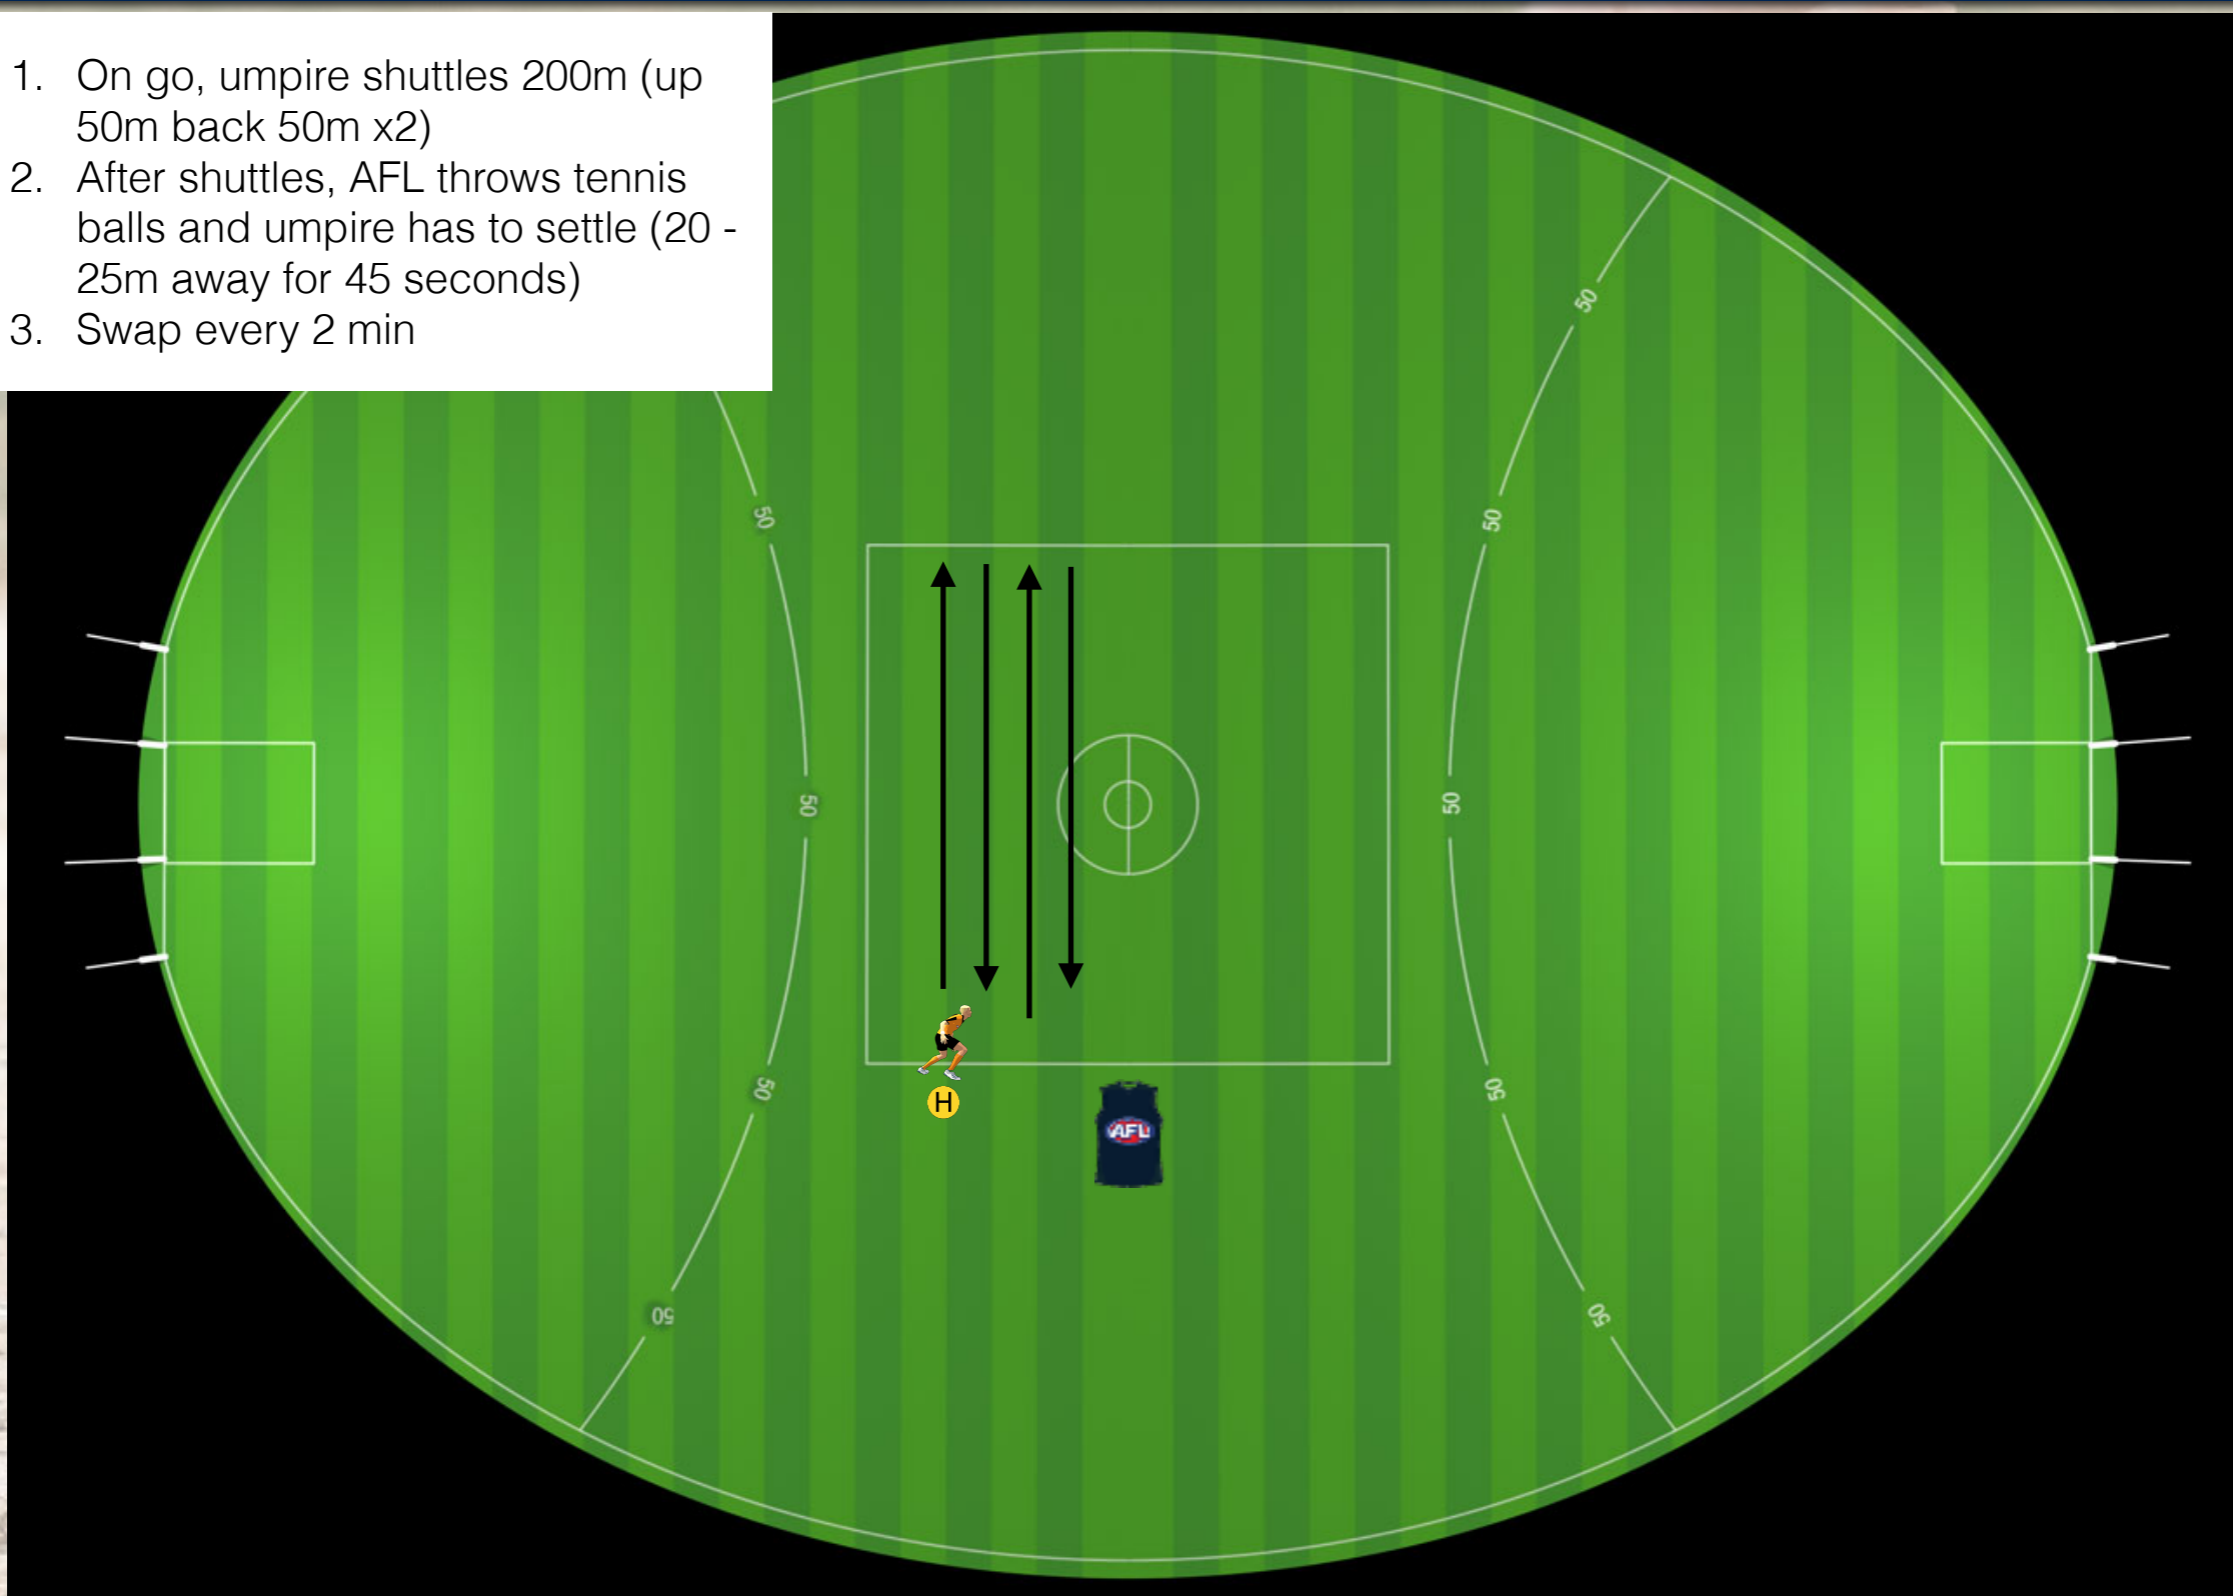 1. On go, umpire shuttles 200m (up
50m back 50m x2)
2. After shuttles, AFL throws tennis
balls and umpire has to settle (20 -
25m away for 45 seconds)
3. Swap every 2 min
50
50
50
50
50
50
50
50
50
H
AFL